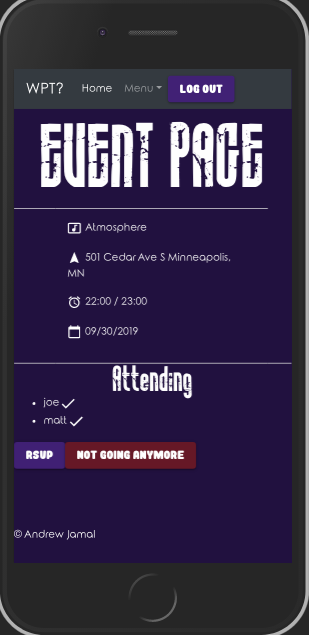 WPT? Home Menu LOG OUT
EVENT PAGE
Atmosphere
501 Cedar Ave S Minneapolis,
MN
22:00 / 23:00
09/30/2019
Attending
joe
matt
RSVP NOT GOING ANYMORE
© Andrew Jamal